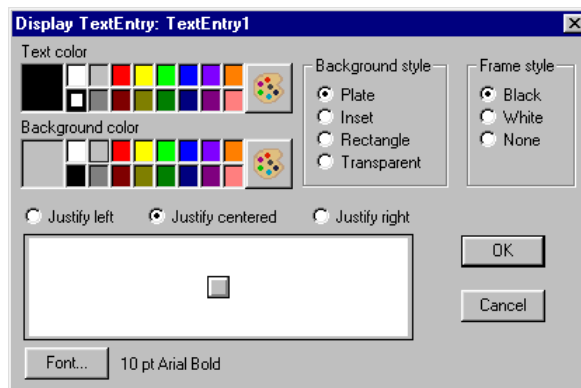 Display TextEntry: TextEntry1
Text color
Background color
Background style
Plate
Inset
Rectangle
Transparent
Frame style
Black
White
None
Justify left
Justify centered
Justify right
OK
Cancel
Font...
10 pt Arial Bold